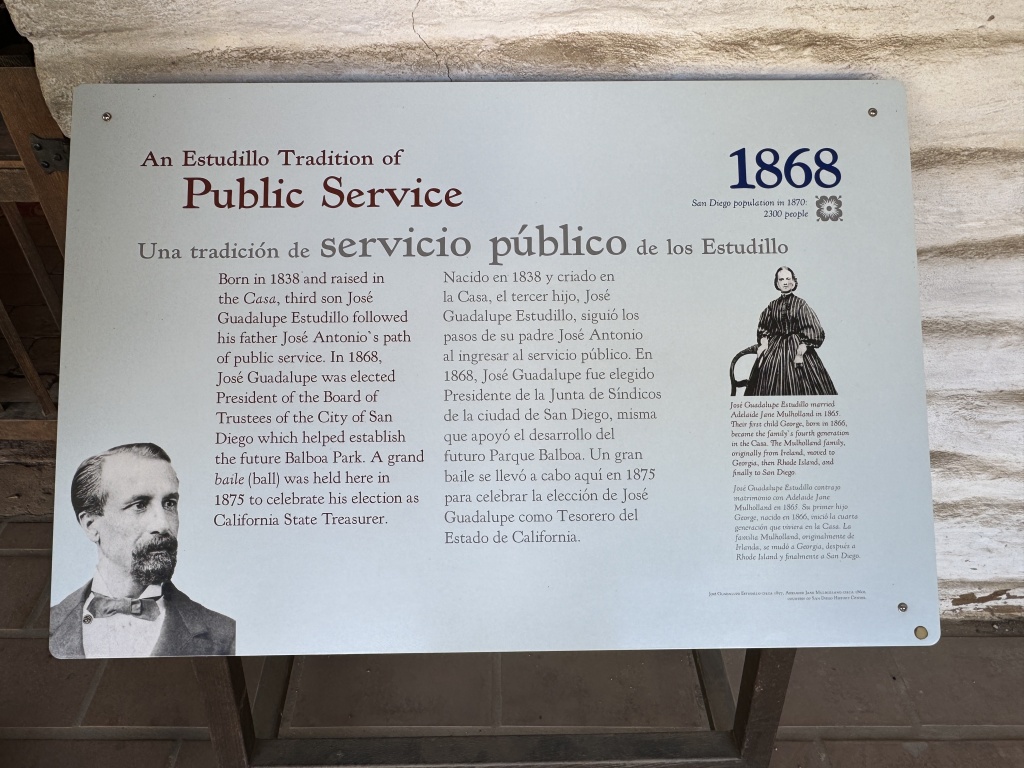 An Estudillo Tradition of
Public Service
1868
San Diego population in 1870:
2300 people
Una tradición de servicio público de los Estudillo
Born in 1838 and raised in
the Casa, third son José
Guadalupe Estudillo followed
his father José Antonio`s path
of public service. In 1868,
José Guadalupe was elected
President of the Board of
Trustees of the City of San
Diego which helped establish
the future Balboa Park. A grand
baile (ball) was held here in
1875 to celebrate his election as
California State Treasurer.
Nacido en 1838 y criado en
la Casa, el tercer hijo, José
Guadalupe Estudillo, siguió los
pasos de su padre José Antonio
al ingresar al servicio público. En
1868, José Guadalupe fue elegido
Presidente de la Junta de Síndicos
de la ciudad de San Diego, misma
que apoyó el desarrollo del
futuro Parque Balboa. Un gran
baile se llevó a cabo aquí en 1875
para celebrar la elección de José
Guadalupe como Tesorero del
Estado de California.
José Guadalupe Estudillo married
Adelaide Jane Mulholland in 1865.
Their first child George, born in 1866,
became the family`s fourth generation
in the Casa. The Mulholland family,
originally from Ireland, moved to
Georgia, then Rhode Island, and
finally to San Diego.
José Guadalupe Estudillo contrajo
matrimonio con Adelaide Jane
Mulholland en 1865. Su primer hijo
George, nacido en 1866, inició la cuarta
generación que viviera en la Casa. La
familia Mulholland, originalmente de
Irlanda, se mudó a Georgia, después a
Rhode Island y finalmente a San Diego.